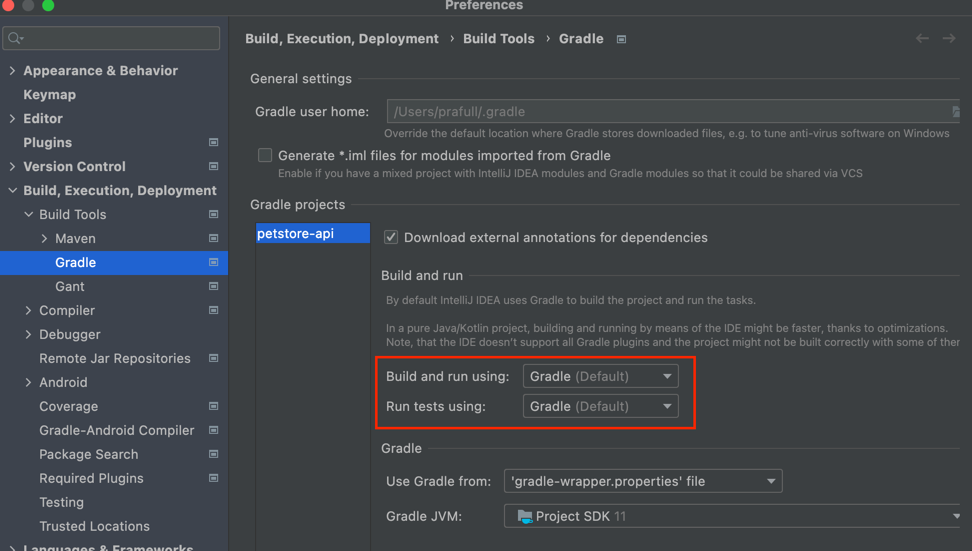 Preferences
Build, Execution, Deployment › Build Tools › Gradle
Appearance & Behavior
Keymap
Editor
Plugins
Version Control
Build, Execution, Deployment
Build Tools
Maven
Gradle
Gant
Compiler
Debugger
Remote Jar Repositories
Android
Coverage
Gradle-Android Compiler
Package Search
Required Plugins
Testing
Trusted Locations
Languages & Frameworks
General settings
Gradle user home: /Users/prafull/.gradle
Override the default location where Gradle stores downloaded files, e.g. to tune anti-virus software on Windows
Generate *.iml files for modules imported from Gradle
Enable if you have a mixed project with IntelliJ IDEA modules and Gradle modules so that it could be shared via VCS
Gradle projects
petstore-api
Download external annotations for dependencies
Build and run
By default IntelliJ IDEA uses Gradle to build the project and run the tasks.
In a pure Java/Kotlin project, building and running by means of the IDE might be faster, thanks to optimizations.
Note, that the IDE doesn't support all Gradle plugins and the project might not be built correctly with some of
Build and run using: Gradle (Default)
Run tests using: Gradle (Default)
Gradle
Use Gradle from: 'gradle-wrapper.properties' file
Gradle JVM: Project SDK 11